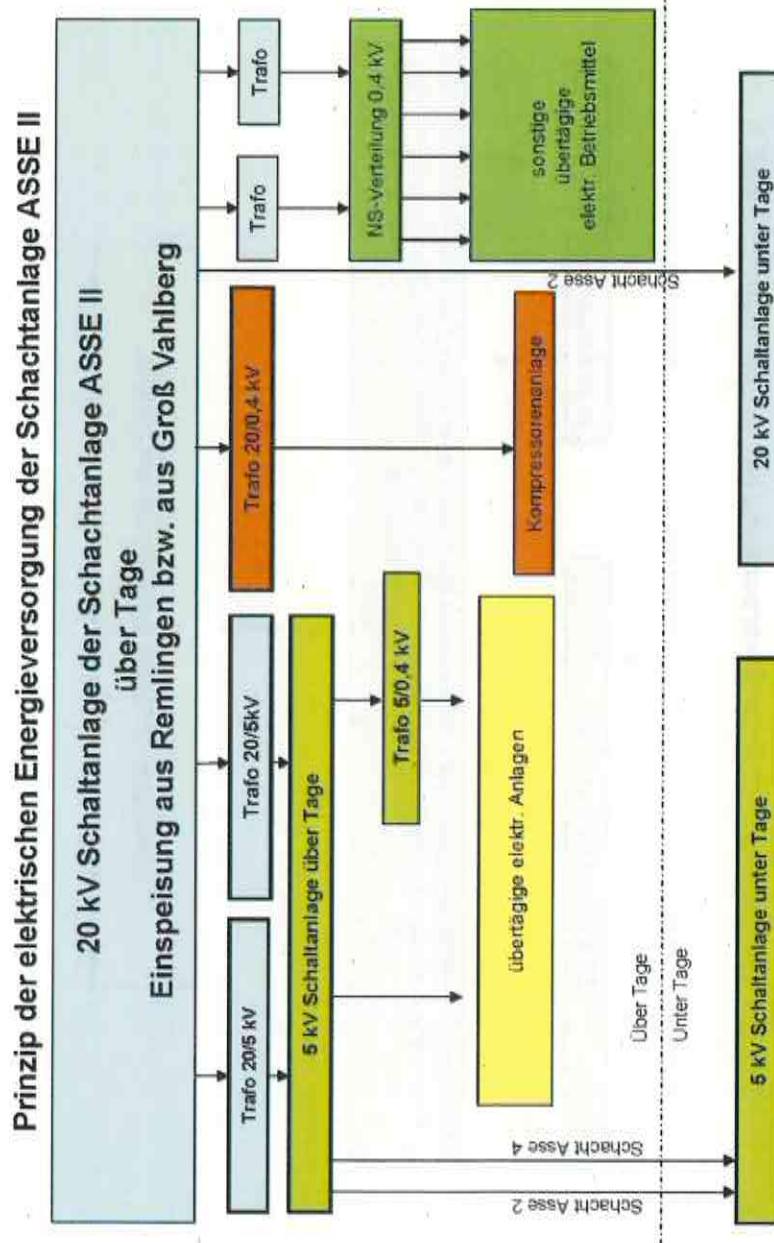 Prinzip der elektrischen Energieversorgung der Schachtanlage ASSE II
20 kV Schaltanlage der Schachtanlage ASSE II
über Tage
Einspeisung aus Remlingen bzw. aus Groß Vahlberg
Trafo 20/5 kV
Trafo 20/5kV
Trafo 20/0,4 kV
Trafo
Trafo
5 kV Schaltanlage über Tage
Trafo 5/0,4 kV
NS-Verteilung 0,4 kV
übertägige elektr. Anlagen
Kompressorenanlage
sonstige
übertägige
elektr. Betriebsmittel
Schacht Asse 2
Schacht Asse 4
Schacht Asse 2
Über Tage
Unter Tage
5 kV Schaltanlage unter Tage
20 kV Schaltanlage unter Tage